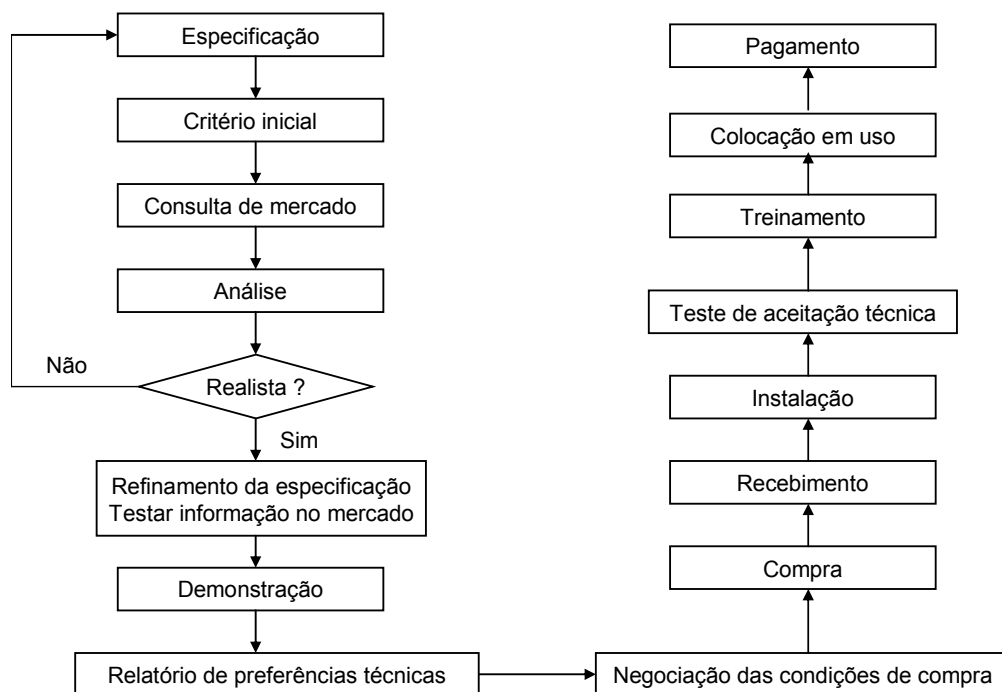 Especificação
Critério inicial
Consulta de mercado
Análise
Não
Realista ?
Sim
Refinamento da especificação
Testar informação no mercado
Demonstração
Relatório de preferências técnicas
Negociação das condições de compra
Compra
Recebimento
Instalação
Teste de aceitação técnica
Treinamento
Colocação em uso
Pagamento